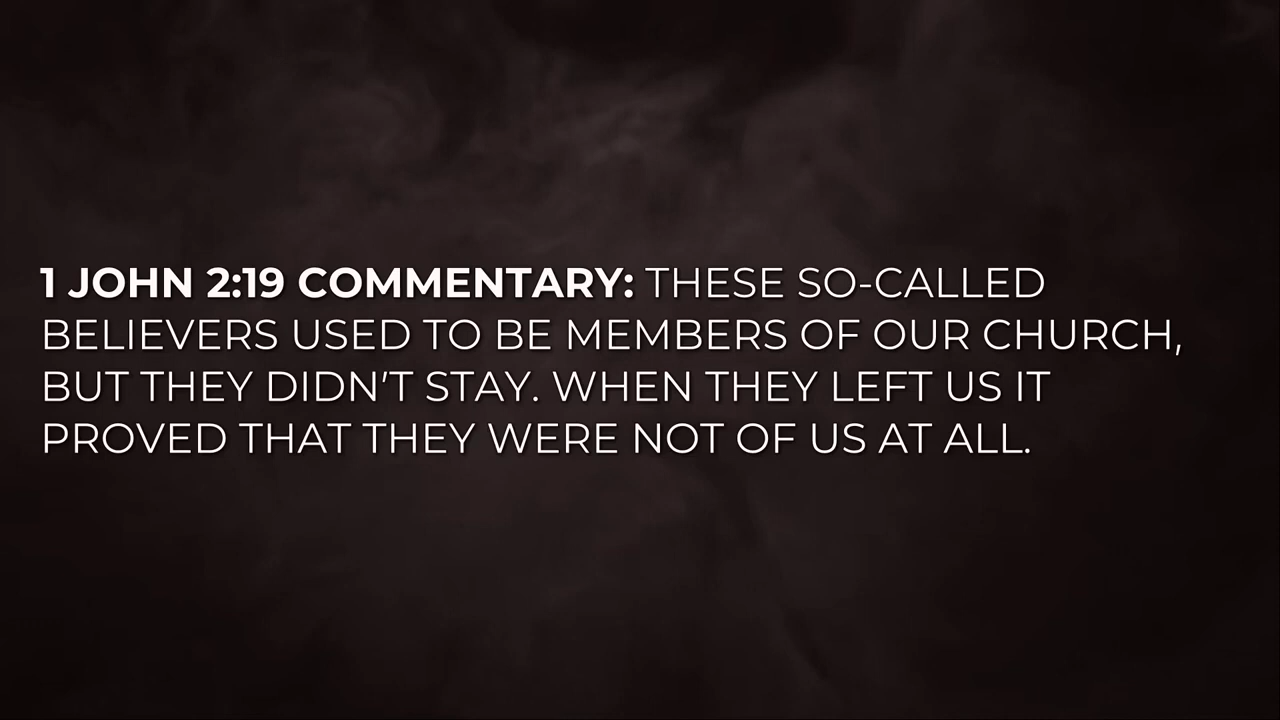 1 JOHN 2:19 COMMENTARY: THESE SO-CALLED
BELIEVERS USED TO BE MEMBERS OF OUR CHURCH,
BUT THEY DIDN'T STAY. WHEN THEY LEFT US IT
PROVED THAT THEY WERE NOT OF US AT ALL.